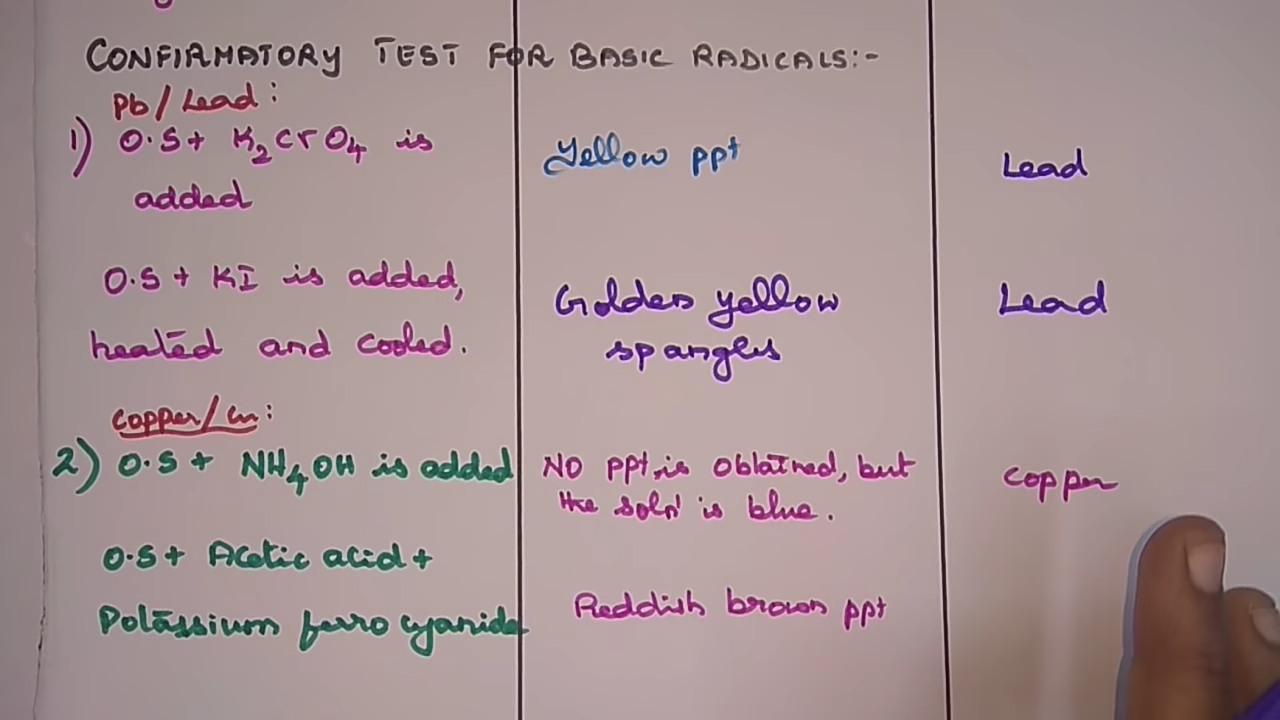 CONFIRMATORY TEST FOR BASIC RADICALS:-
Pb/Lead:
1) O.S + K₂CrO₄ is Yellow ppt Lead
added
O.S + KI is added, Golden yellow Lead
heated and cooled. spangles
Copper/Cu:
2) O.S + NH₄OH is added NO ppt is obtained, but Copper
the soln' is blue.
O.S + Acetic acid +
Potassium ferro cyanide Reddish brown ppt